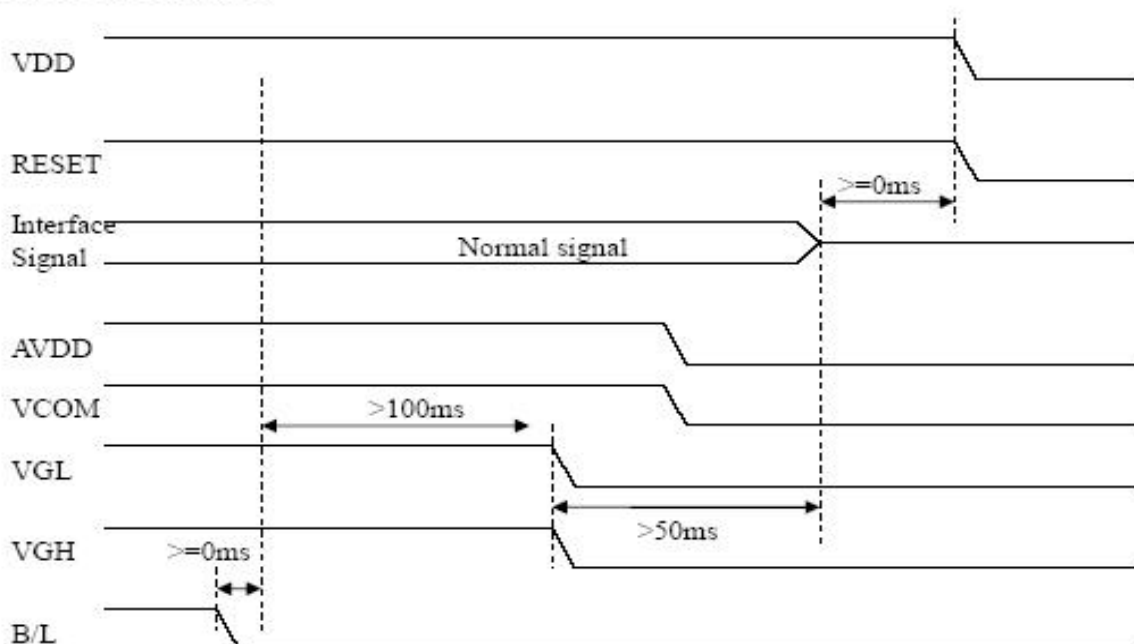 VDD
RESET
>=0ms
Interface
Signal
Normal signal
AVDD
VCOM
>100ms
VGL
>50ms
VGH
>=0ms
B/L